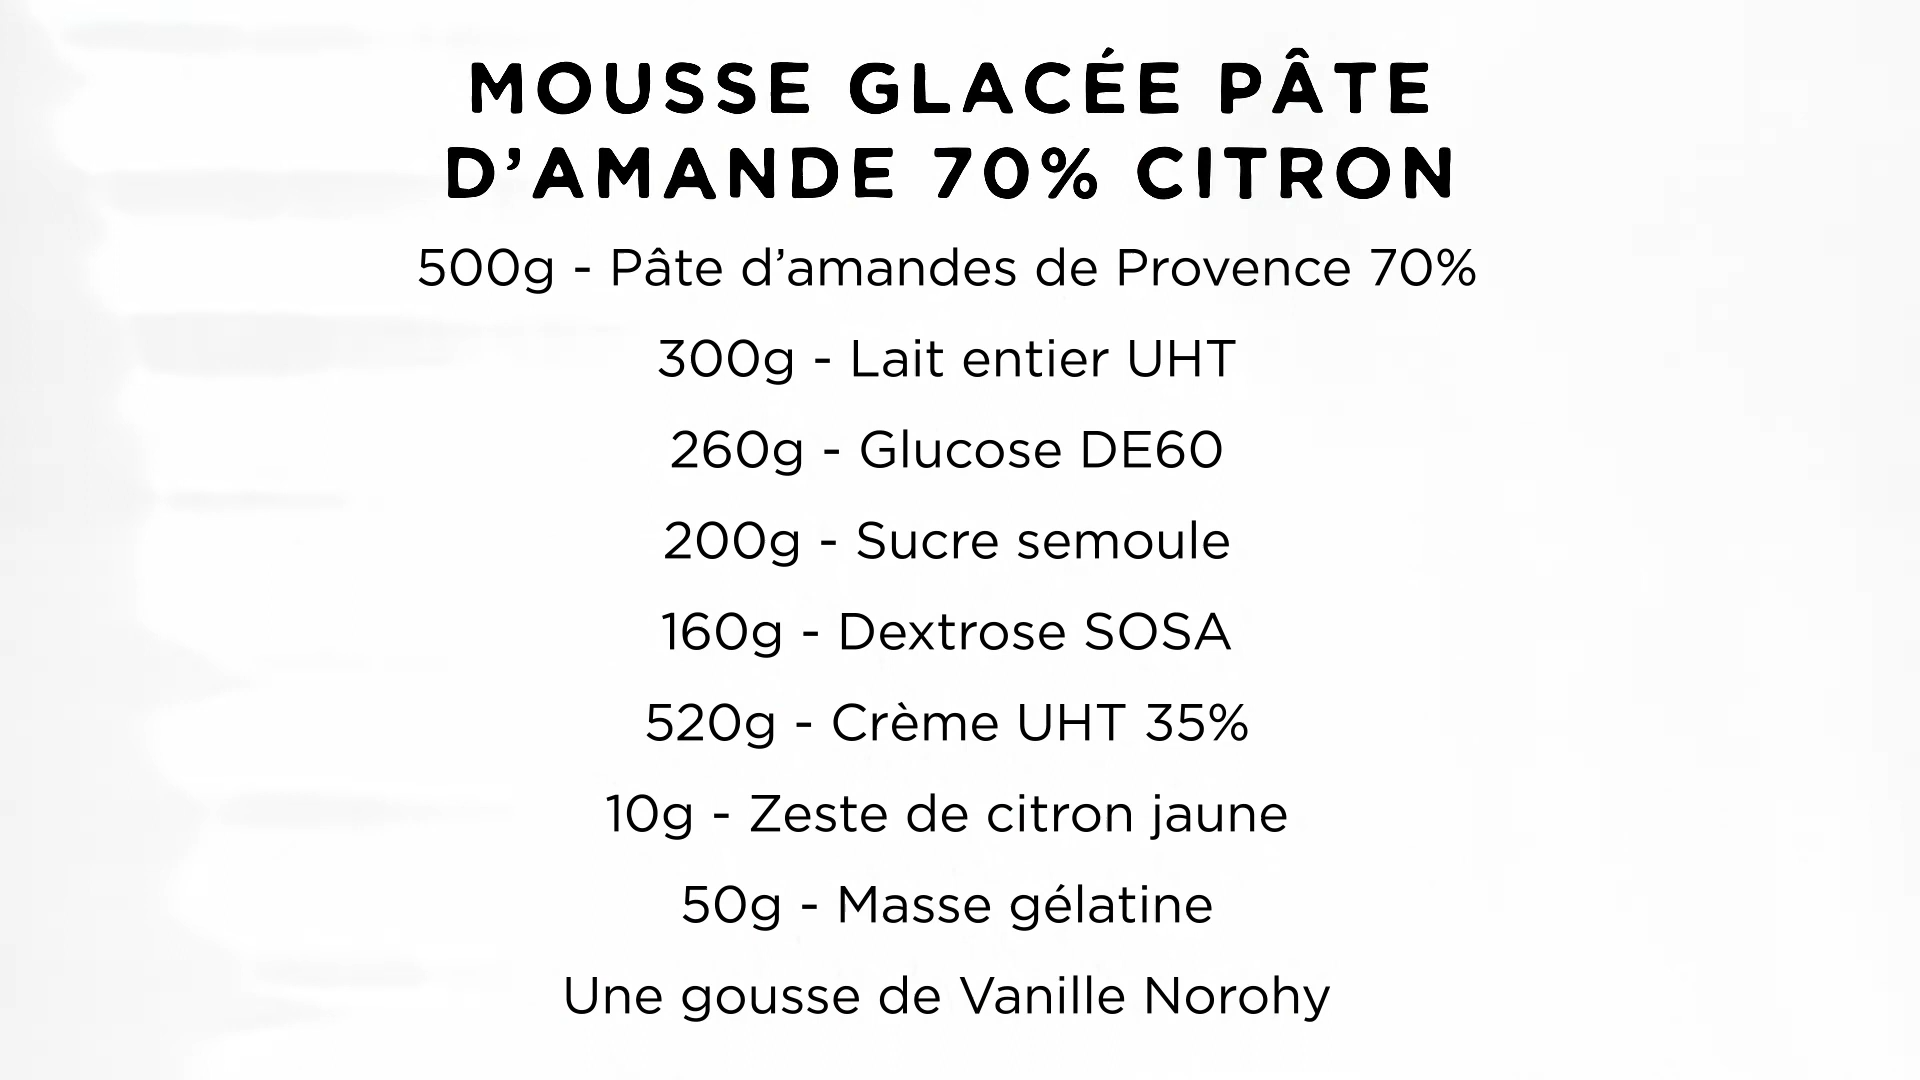 MOUSSE GLACÉE PÂTE
D’AMANDE 70% CITRON
500g - Pâte d’amandes de Provence 70%
300g - Lait entier UHT
260g - Glucose DE60
200g - Sucre semoule
160g - Dextrose SOSA
520g - Crème UHT 35%
10g - Zeste de citron jaune
50g - Masse gélatine
Une gousse de Vanille Norohy